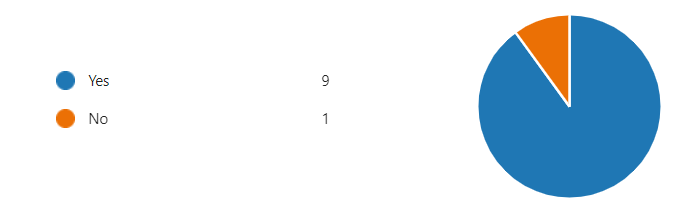 Yes 9
No 1